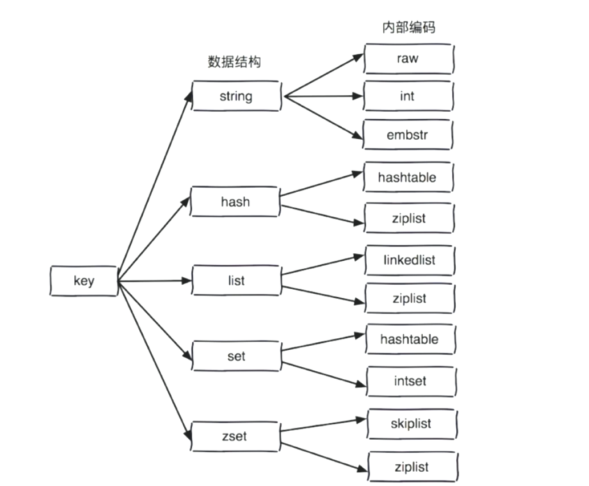 内部编码
数据结构
raw
string
int
embstr
hashtable
hash
ziplist
linkedlist
key
list
ziplist
hashtable
set
intset
skiplist
zset
ziplist